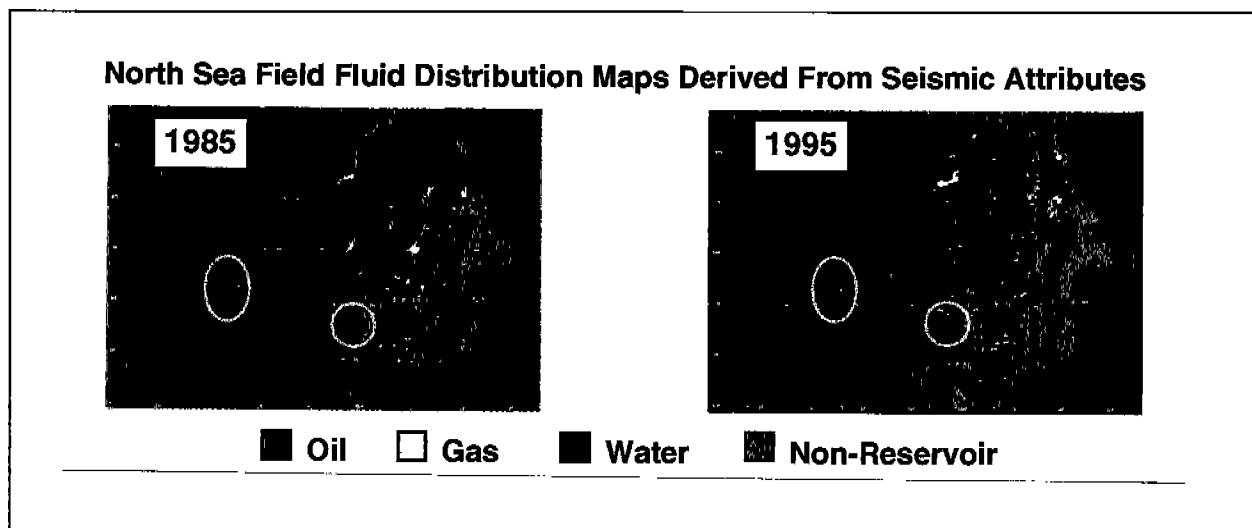 North Sea Field Fluid Distribution Maps Derived From Seismic Attributes
1985
1995
Oil
Gas
Water
Non-Reservoir